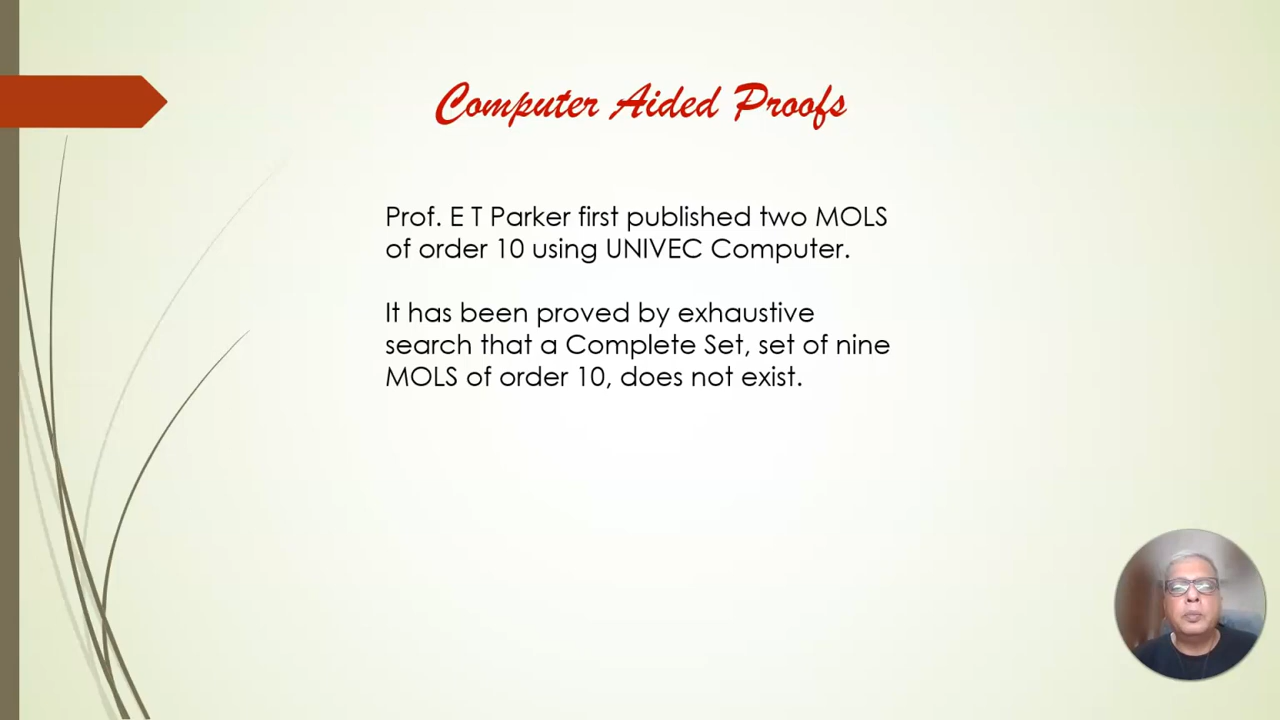 Computer Aided Proofs
Prof. E T Parker first published two MOLS
of order 10 using UNIVEC Computer.
It has been proved by exhaustive
search that a Complete Set, set of nine
MOLS of order 10, does not exist.